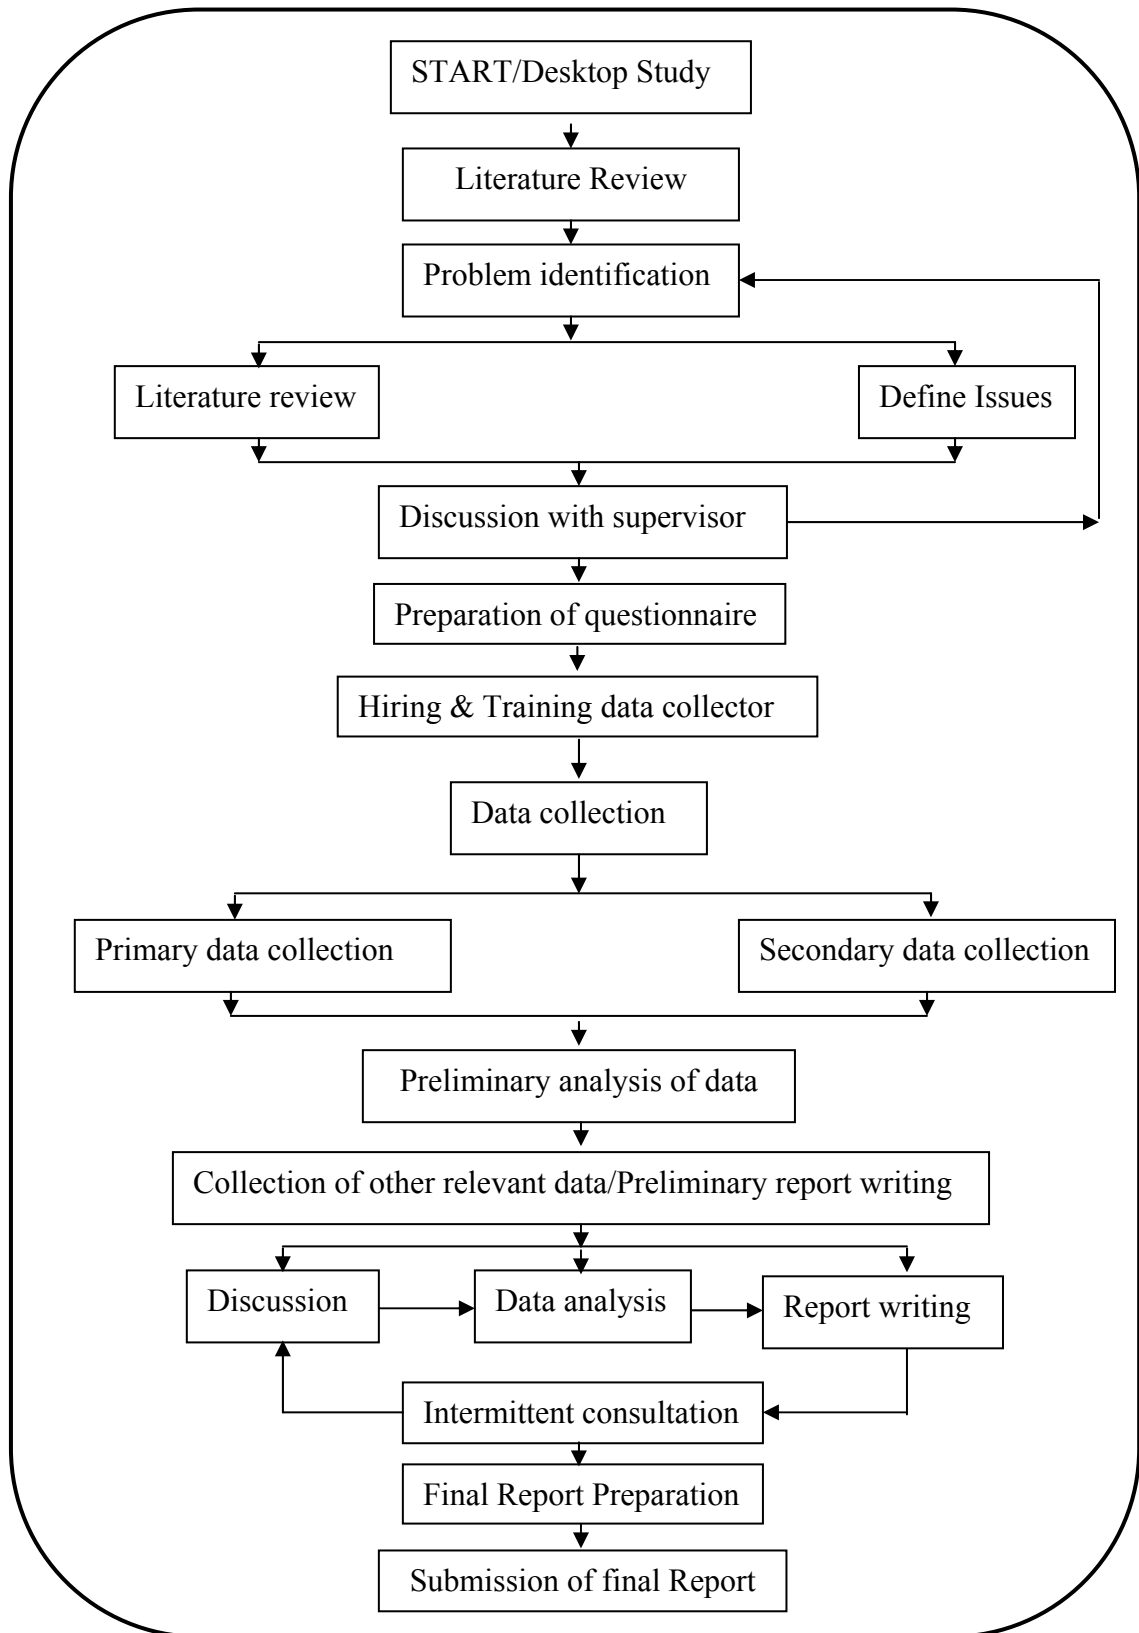 START/Desktop Study
Literature Review
Problem identification
Literature review
Define Issues
Discussion with supervisor
Preparation of questionnaire
Hiring & Training data collector
Data collection
Primary data collection
Secondary data collection
Preliminary analysis of data
Collection of other relevant data/Preliminary report writing
Discussion
Data analysis
Report writing
Intermittent consultation
Final Report Preparation
Submission of final Report